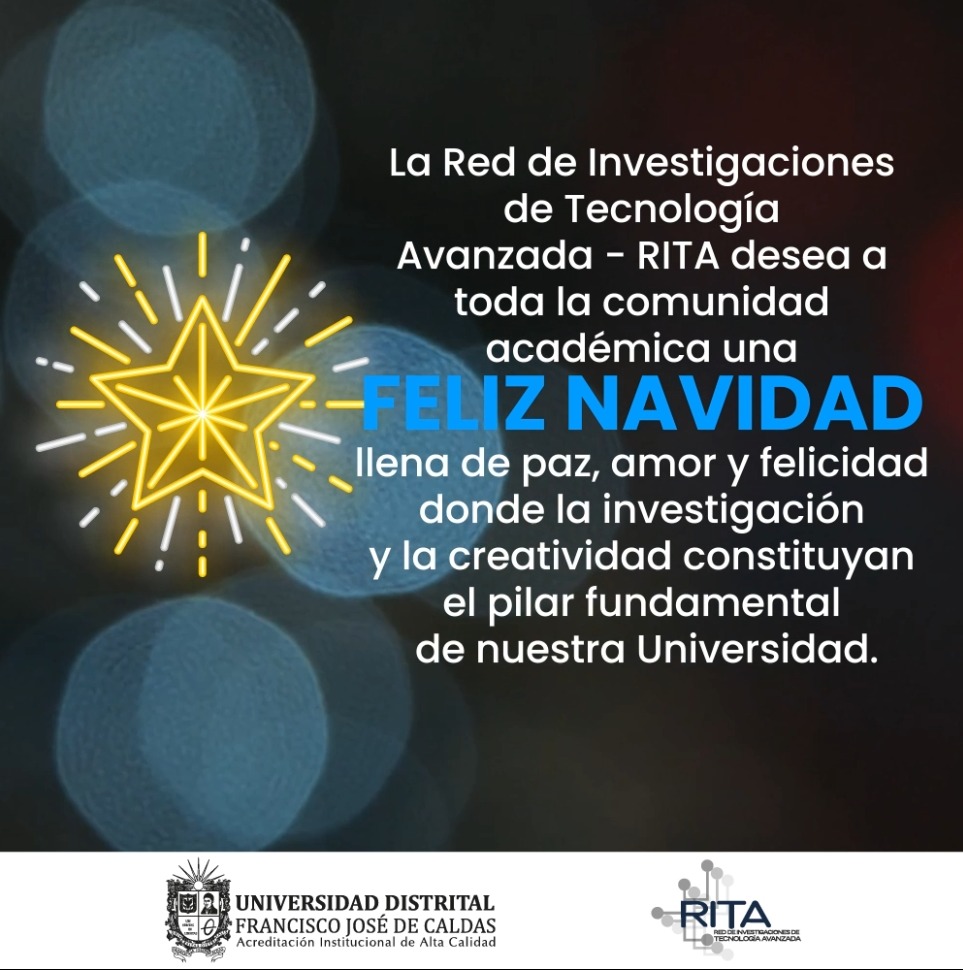 La Red de Investigaciones
de Tecnología
Avanzada - RITA desea a
toda la comunidad
académica una
FELIZ NAVIDAD
llena de paz, amor y felicidad
donde la investigación
y la creatividad constituyan
el pilar fundamental
de nuestra Universidad.
UNIVERSIDAD DISTRITAL
FRANCISCO JOSÉ DE CALDAS
Acreditación Institucional de Alta Calidad
RITA
RED DE INVESTIGACIONES DE
TECNOLOGÍA AVANZADA